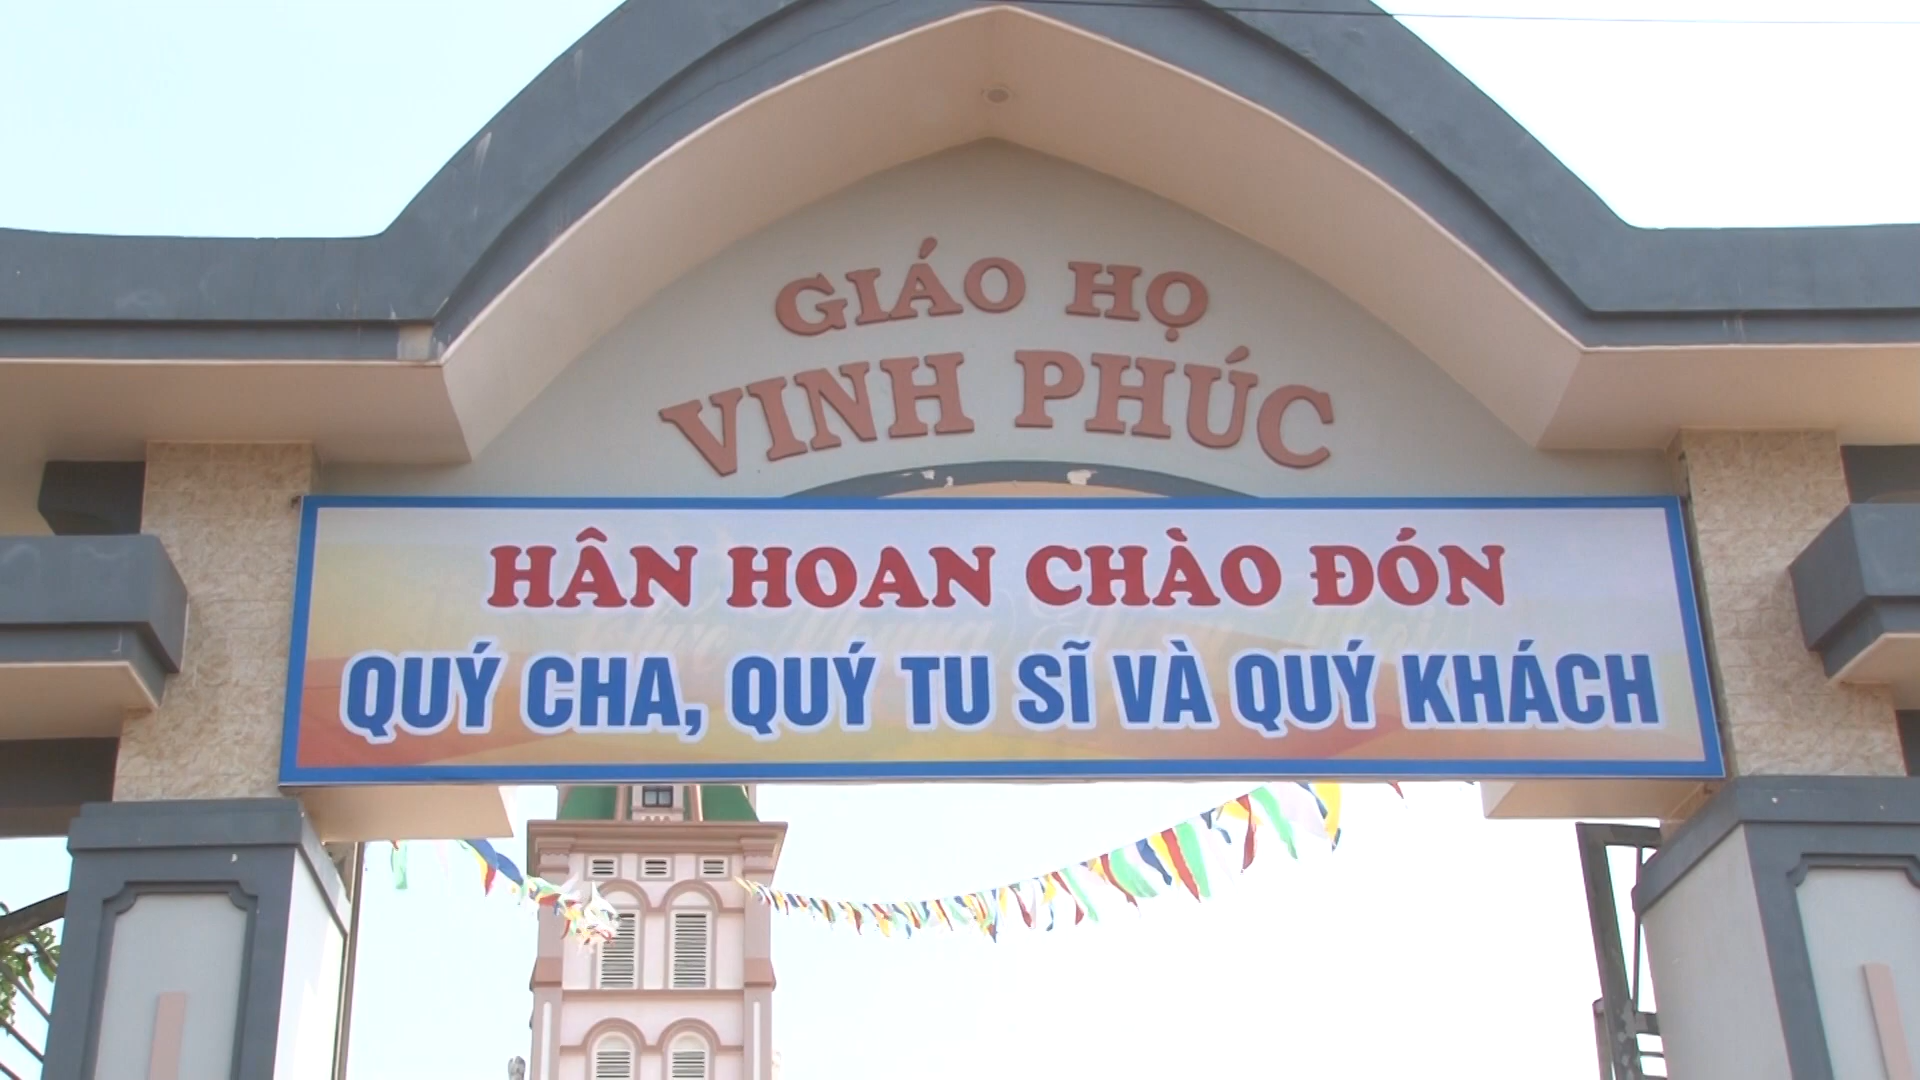 GIÁO HỌ
VINH PHÚC
HÂN HOAN CHÀO ĐÓN
QUÝ CHA, QUÝ TU SĨ VÀ QUÝ KHÁCH